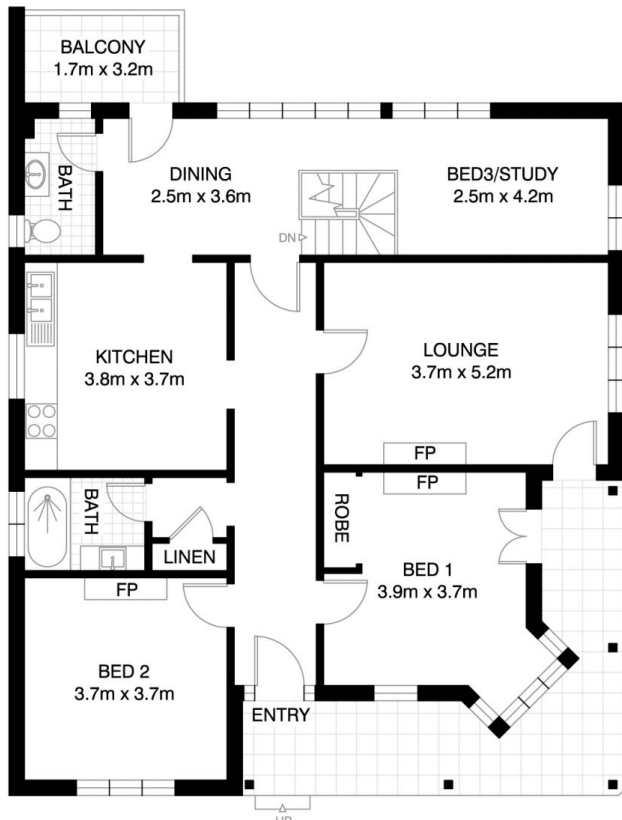 BALCONY
1.7m x 3.2m
BATH
DINING
2.5m x 3.6m
BED3/STUDY
2.5m x 4.2m
DN
KITCHEN
3.8m x 3.7m
LOUNGE
3.7m x 5.2m
FP
FP
BATH
LINEN
ROBE
BED 1
3.9m x 3.7m
FP
BED 2
3.7m x 3.7m
ENTRY
UP